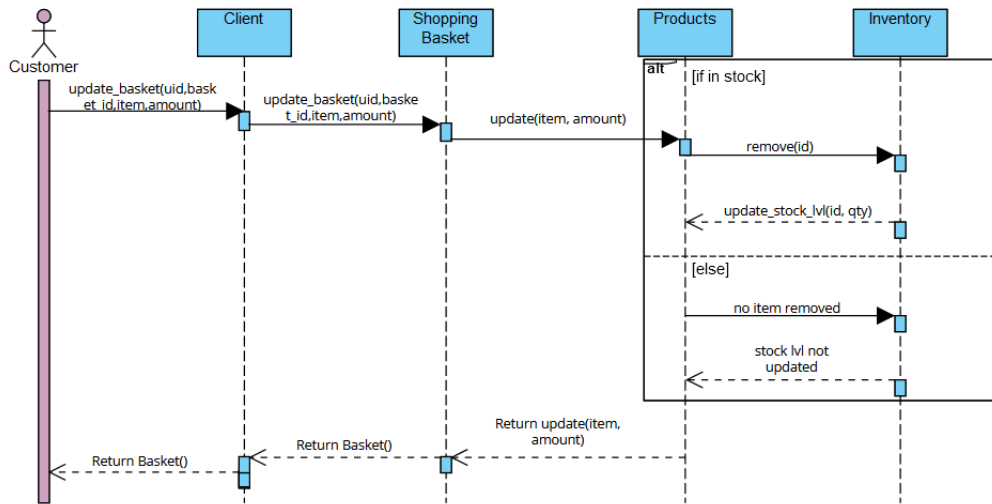 Client
Shopping
Basket
Products
Inventory
Customer
alt
[if in stock]
update_basket(uid,bask
et_id,item,amount)
update_basket(uid,baske
t_id,item,amount)
update(item, amount)
remove(id)
update_stock_lvl(id, qty)
[else]
no item removed
stock lvl not
updated
Return update(item,
amount)
Return Basket()
Return Basket()